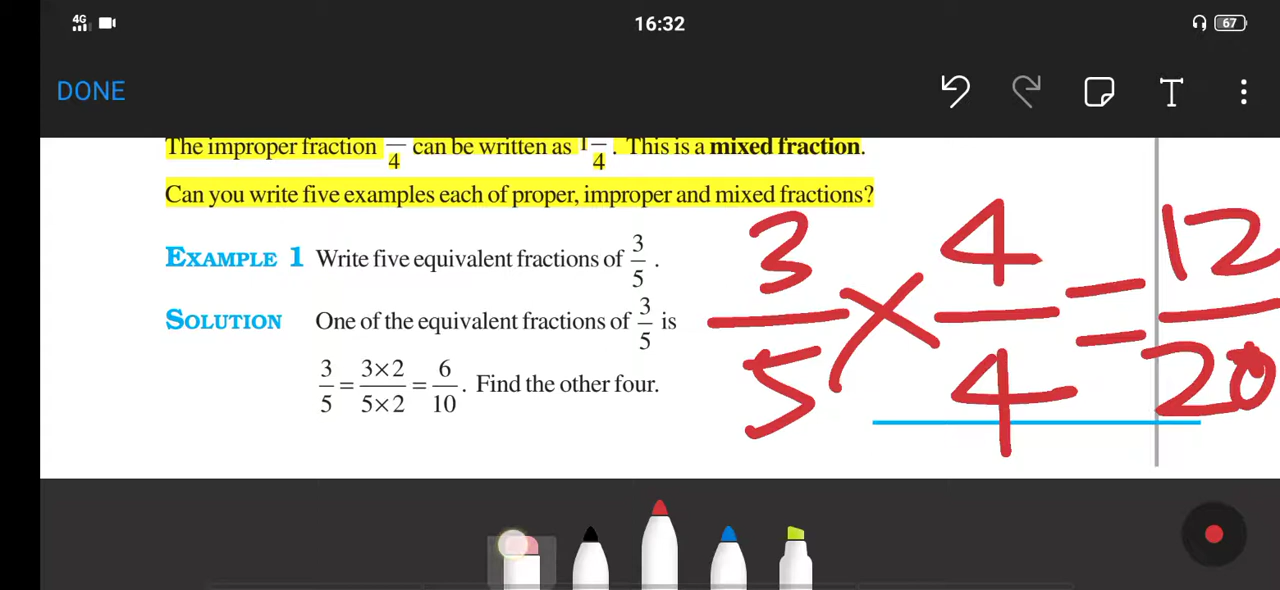 4G 16:32 67
DONE T
The improper fraction —/4 can be written as 1 —/4 . This is a mixed fraction.
Can you write five examples each of proper, improper and mixed fractions?
EXAMPLE 1 Write five equivalent fractions of 3/5 .
SOLUTION One of the equivalent fractions of 3/5 is
3/5 = 3×2/5×2 = 6/10 . Find the other four.
3/5 × 4/4 = 12/20